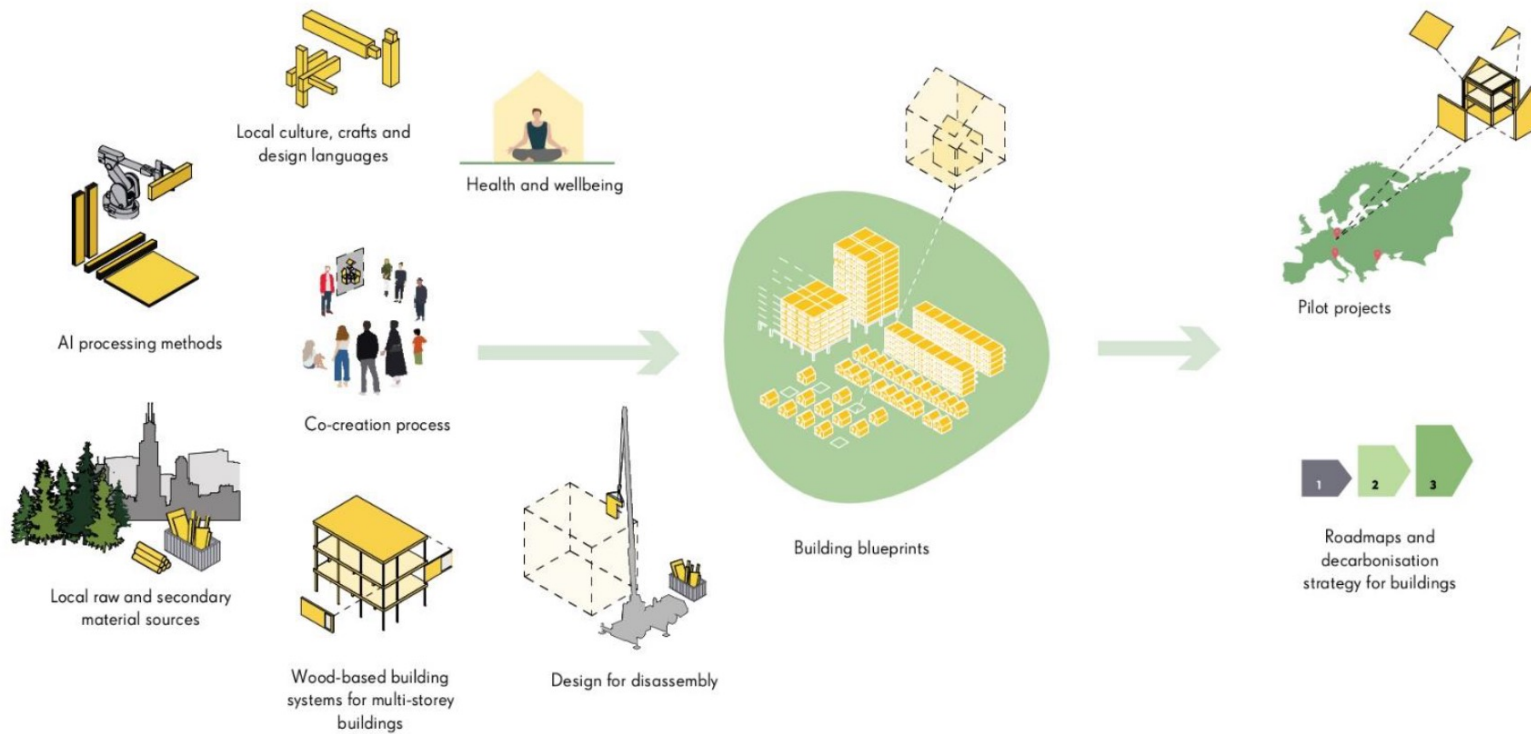 Local culture, crafts and
design languages
Health and wellbeing
AI processing methods
Co-creation process
Local raw and secondary
material sources
Wood-based building
systems for multi-storey
buildings
Design for disassembly
Building blueprints
Pilot projects
1
2
3
Roadmaps and
decarbonisation
strategy for buildings